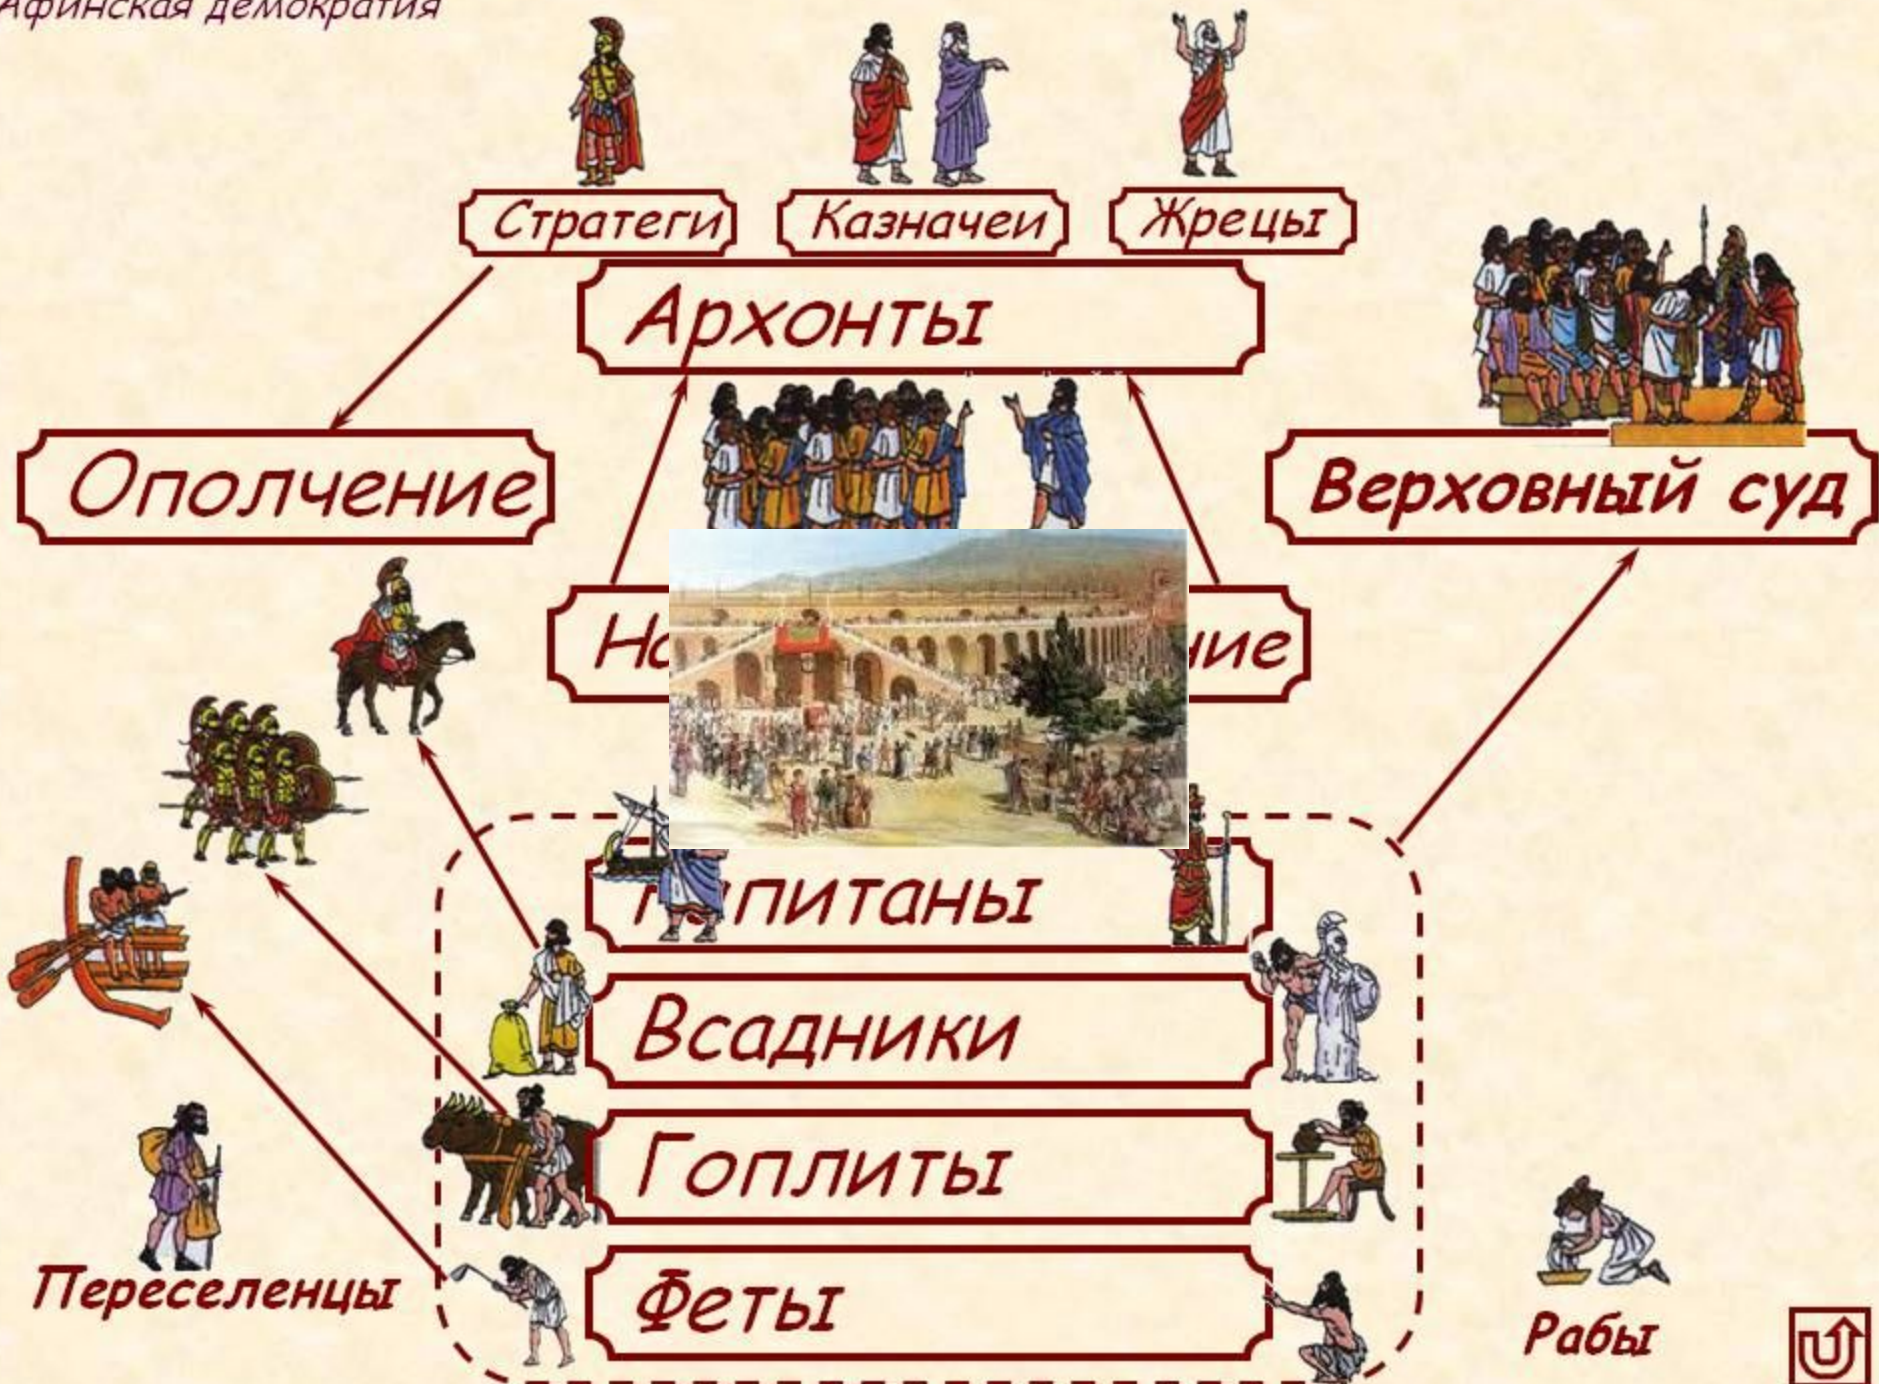 Афинская демократия
Стратеги
Казначеи
Жрецы
Архонты
Ополчение
Верховный суд
питаны
Всадники
Гоплиты
Феты
Переселенцы
Рабы